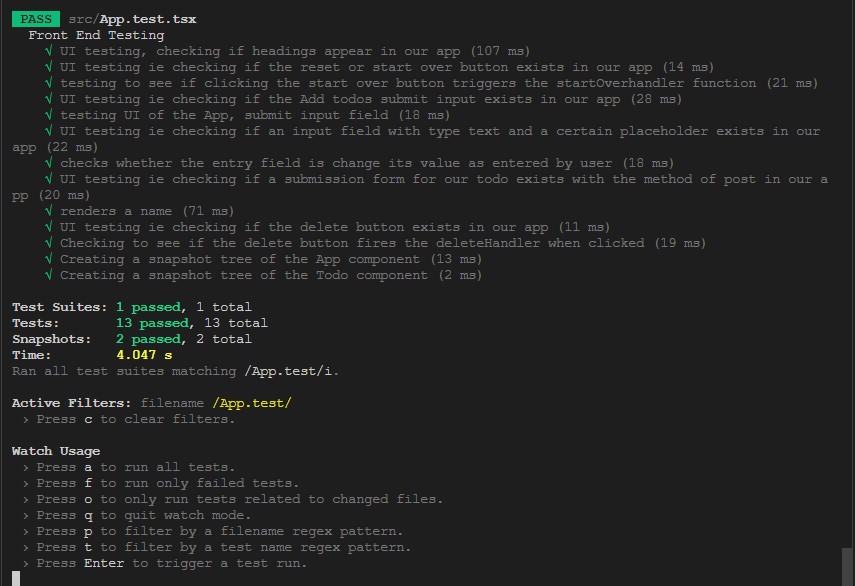 PASS src/App.test.tsx
Front End Testing
√ UI testing, checking if headings appear in our app (107 ms)
√ UI testing ie checking if the reset or start over button exists in our app (14 ms)
√ testing to see if clicking the start over button triggers the startOverhandler function (21 ms)
√ UI testing ie checking if the Add todos submit input exists in our app (28 ms)
√ testing UI of the App, submit input field (18 ms)
√ UI testing ie checking if an input field with type text and a certain placeholder exists in our
app (22 ms)
√ checks whether the entry field is change its value as entered by user (18 ms)
√ UI testing ie checking if a submission form for our todo exists with the method of post in our a
pp (20 ms)
√ renders a name (71 ms)
√ UI testing ie checking if the delete button exists in our app (11 ms)
√ Checking to see if the delete button fires the deleteHandler when clicked (19 ms)
√ Creating a snapshot tree of the App component (13 ms)
√ Creating a snapshot tree of the Todo component (2 ms)
Test Suites: 1 passed, 1 total
Tests: 13 passed, 13 total
Snapshots: 2 passed, 2 total
Time: 4.047 s
Ran all test suites matching /App.test/i.
Active Filters: filename /App.test/
› Press c to clear filters.
Watch Usage
› Press a to run all tests.
› Press f to run only failed tests.
› Press o to only run tests related to changed files.
› Press q to quit watch mode.
› Press p to filter by a filename regex pattern.
› Press t to filter by a test name regex pattern.
› Press Enter to trigger a test run.